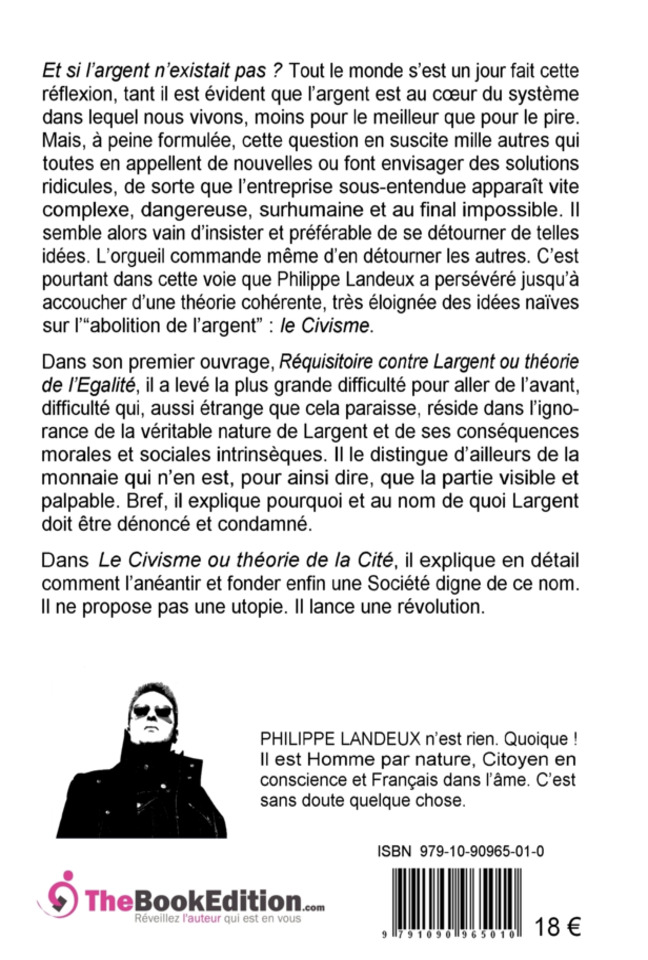 Et si l’argent n’existait pas ? Tout le monde s’est un jour fait cette
réflexion, tant il est évident que l’argent est au cœur du système
dans lequel nous vivons, moins pour le meilleur que pour le pire.
Mais, à peine formulée, cette question en suscite mille autres qui
toutes en appellent de nouvelles ou font envisager des solutions
ridicules, de sorte que l’entreprise sous-entendue apparaît vite
complexe, dangereuse, surhumaine et au final impossible. Il
semble alors vain d’insister et préférable de se détourner de telles
idées. L’orgueil commande même d’en détourner les autres. C’est
pourtant dans cette voie que Philippe Landeux a persévéré jusqu’à
accoucher d’une théorie cohérente, très éloignée des idées naïves
sur l’“abolition de l’argent” : le Civisme.
Dans son premier ouvrage, Réquisitoire contre Largent ou théorie
de l’Egalité, il a levé la plus grande difficulté pour aller de l’avant,
difficulté qui, aussi étrange que cela paraisse, réside dans l’igno-
rance de la véritable nature de Largent et de ses conséquences
morales et sociales intrinsèques. Il le distingue d’ailleurs de la
monnaie qui n’en est, pour ainsi dire, que la partie visible et
palpable. Bref, il explique pourquoi et au nom de quoi Largent
doit être dénoncé et condamné.
Dans Le Civisme ou théorie de la Cité, il explique en détail
comment l’anéantir et fonder enfin une Société digne de ce nom.
Il ne propose pas une utopie. Il lance une révolution.
PHILIPPE LANDEUX n’est rien. Quoique !
Il est Homme par nature, Citoyen en
conscience et Français dans l’âme. C’est
sans doute quelque chose.
ISBN 979-10-90965-01-0
TheBookEdition.com
Réveillez l'auteur qui est en vous
9 791090 965010
18 €